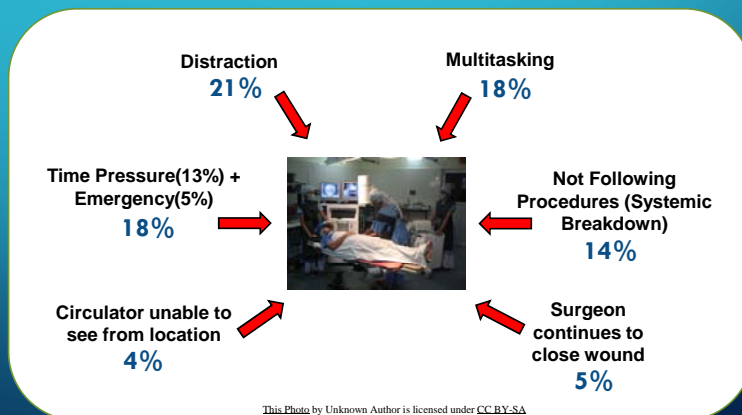 Distraction
21%
Multitasking
18%
Time Pressure(13%) +
Emergency(5%)
18%
Not Following
Procedures (Systemic
Breakdown)
14%
Circulator unable to
see from location
4%
Surgeon
continues to
close wound
5%
This Photo by Unknown Author is licensed under CC BY-SA